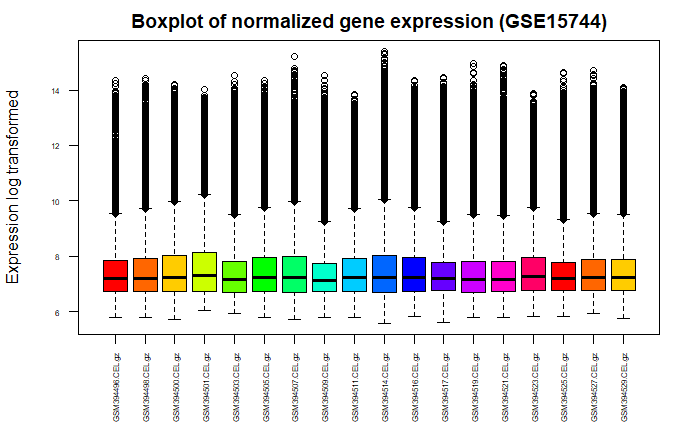 Boxplot of normalized gene expression (GSE15744)
Expression log transformed
14
12
10
8
6
GSM394496.CEL.gz
GSM394498.CEL.gz
GSM394500.CEL.gz
GSM394501.CEL.gz
GSM394503.CEL.gz
GSM394505.CEL.gz
GSM394507.CEL.gz
GSM394509.CEL.gz
GSM394511.CEL.gz
GSM394514.CEL.gz
GSM394516.CEL.gz
GSM394517.CEL.gz
GSM394519.CEL.gz
GSM394521.CEL.gz
GSM394523.CEL.gz
GSM394525.CEL.gz
GSM394527.CEL.gz
GSM394529.CEL.gz